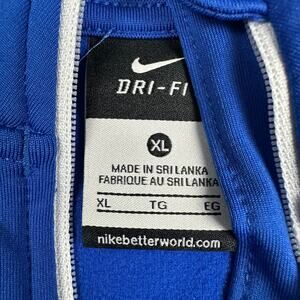 DRI-FI
XL
MADE IN SRI LANKA
FABRIQUE AU SRI LANKA
XL TG EG
nikebetterworld.com